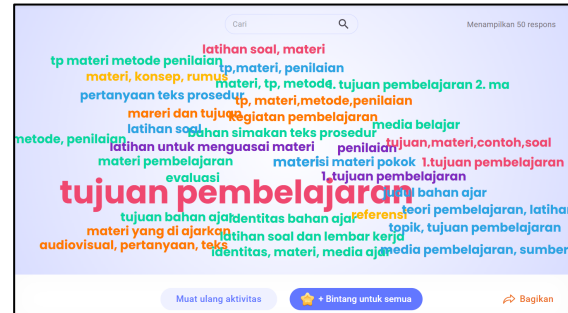 Cari
Menampilkan 50 respons
latihan soal, materi
tp materi metode penilaian
tp,materi, penilaian
materi, konsep, rumus
materi, tp, metode
1. tujuan pembelajaran 2. ma
pertanyaan teks prosedur
tp, materi,metode,penilaian
mareri dan tujuan
kegiatan pembelajaran
media belajar
latihan soal
bahan simakan teks prosedur
metode, penilaian
tujuan,materi,contoh,soal
latihan untuk menguasai materi
penilaian
materi pembelajaran
materisi materi pokok
1.tujuan pembelajaran
evaluasi
1. tujuan pembelajaran
tujuan pembelajaran
judul bahan ajar
tujuan bahan ajar
identitas bahan ajar
referensi
teori pembelajaran, latihan
materi yang di ajarkan
latihan soal dan lembar kerja
topik, tujuan pembelajaran
audiovisual, pertanyaan, teks
identitas, materi, media ajar
media pembelajaran, sumber
Muat ulang aktivitas
+ Bintang untuk semua
Bagikan